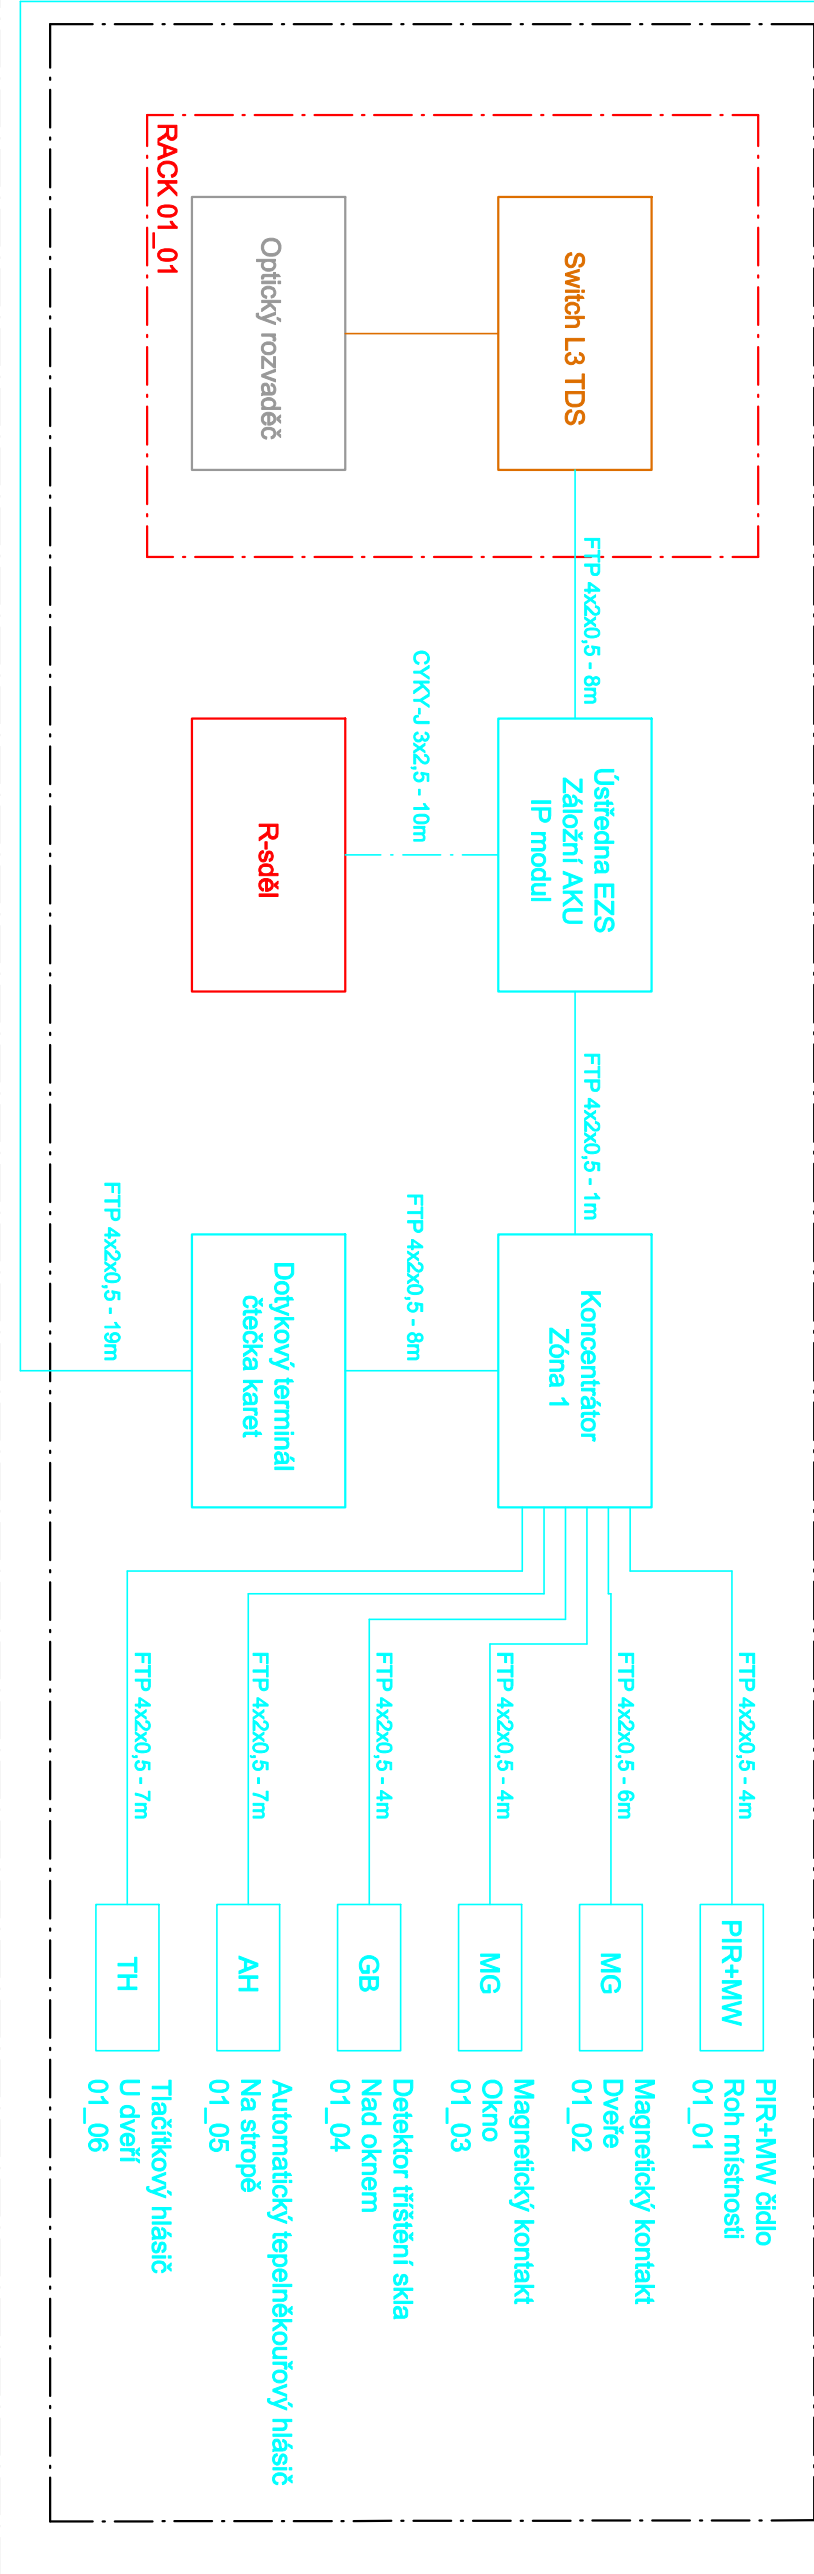 RACK 01_01
Switch L3 TDS
Optický rozvaděč
FTP 4x2x0,5 - 8m
Ústředna EZS
Záložní AKU
IP modul
CYKY-J 3x2,5 - 10m
R-sděl
FTP 4x2x0,5 - 1m
Koncentrátor
Zóna 1
FTP 4x2x0,5 - 8m
Dotykový terminál
čtečka karet
FTP 4x2x0,5 - 19m
FTP 4x2x0,5 - 4m
PIR+MW
PIR+MW čidlo
Roh místnosti
01_01
FTP 4x2x0,5 - 6m
MG
Magnetický kontakt
Dveře
01_02
FTP 4x2x0,5 - 4m
MG
Magnetický kontakt
Okno
01_03
FTP 4x2x0,5 - 4m
GB
Detektor tříštění skla
Nad oknem
01_04
FTP 4x2x0,5 - 7m
AH
Automatický tepelněkouřový hlásič
Na stropě
01_05
FTP 4x2x0,5 - 7m
TH
Tlačítkový hlásič
U dveří
01_06